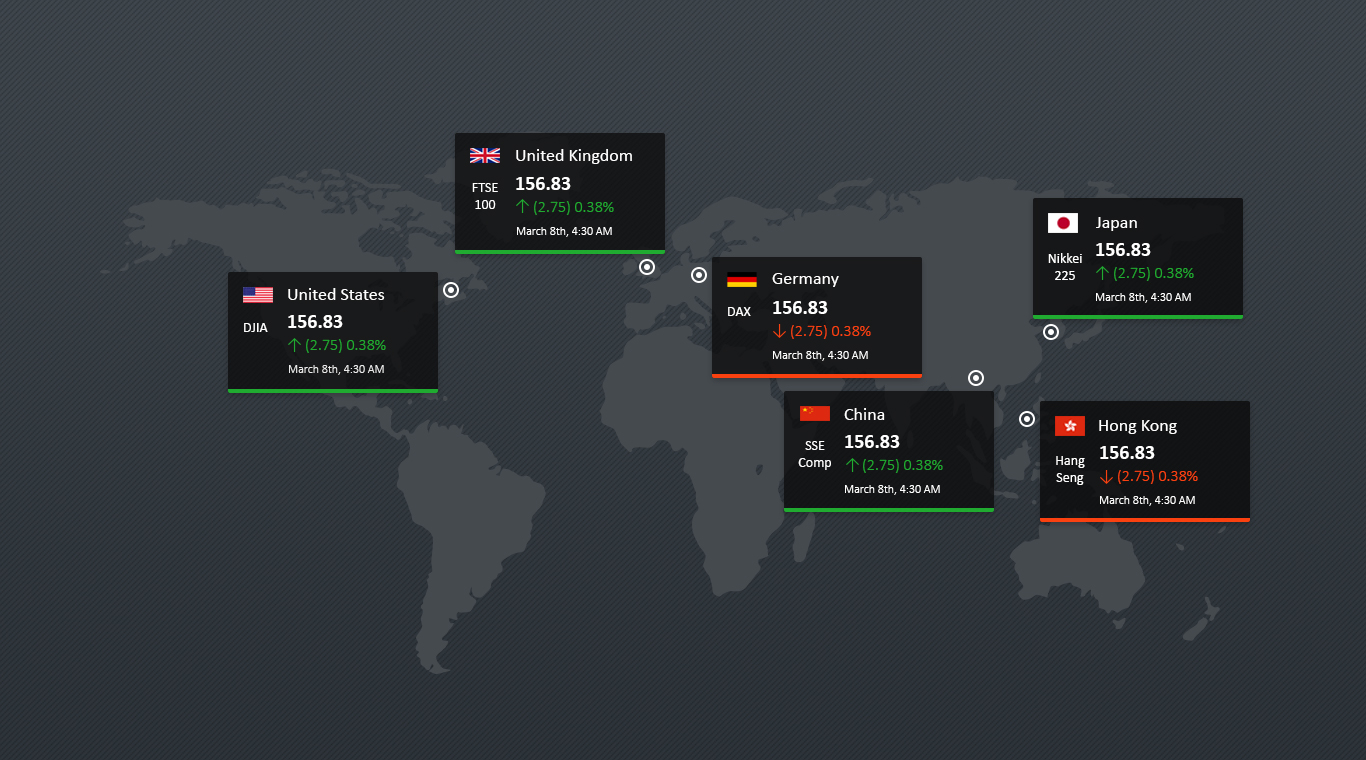 United Kingdom
FTSE
100
156.83
↑ (2.75) 0.38%
March 8th, 4:30 AM
United States
DJIA
156.83
↑ (2.75) 0.38%
March 8th, 4:30 AM
Germany
DAX
156.83
↓ (2.75) 0.38%
March 8th, 4:30 AM
Japan
Nikkei
225
156.83
↑ (2.75) 0.38%
March 8th, 4:30 AM
China
SSE
Comp
156.83
↑ (2.75) 0.38%
March 8th, 4:30 AM
Hong Kong
Hang
Seng
156.83
↓ (2.75) 0.38%
March 8th, 4:30 AM